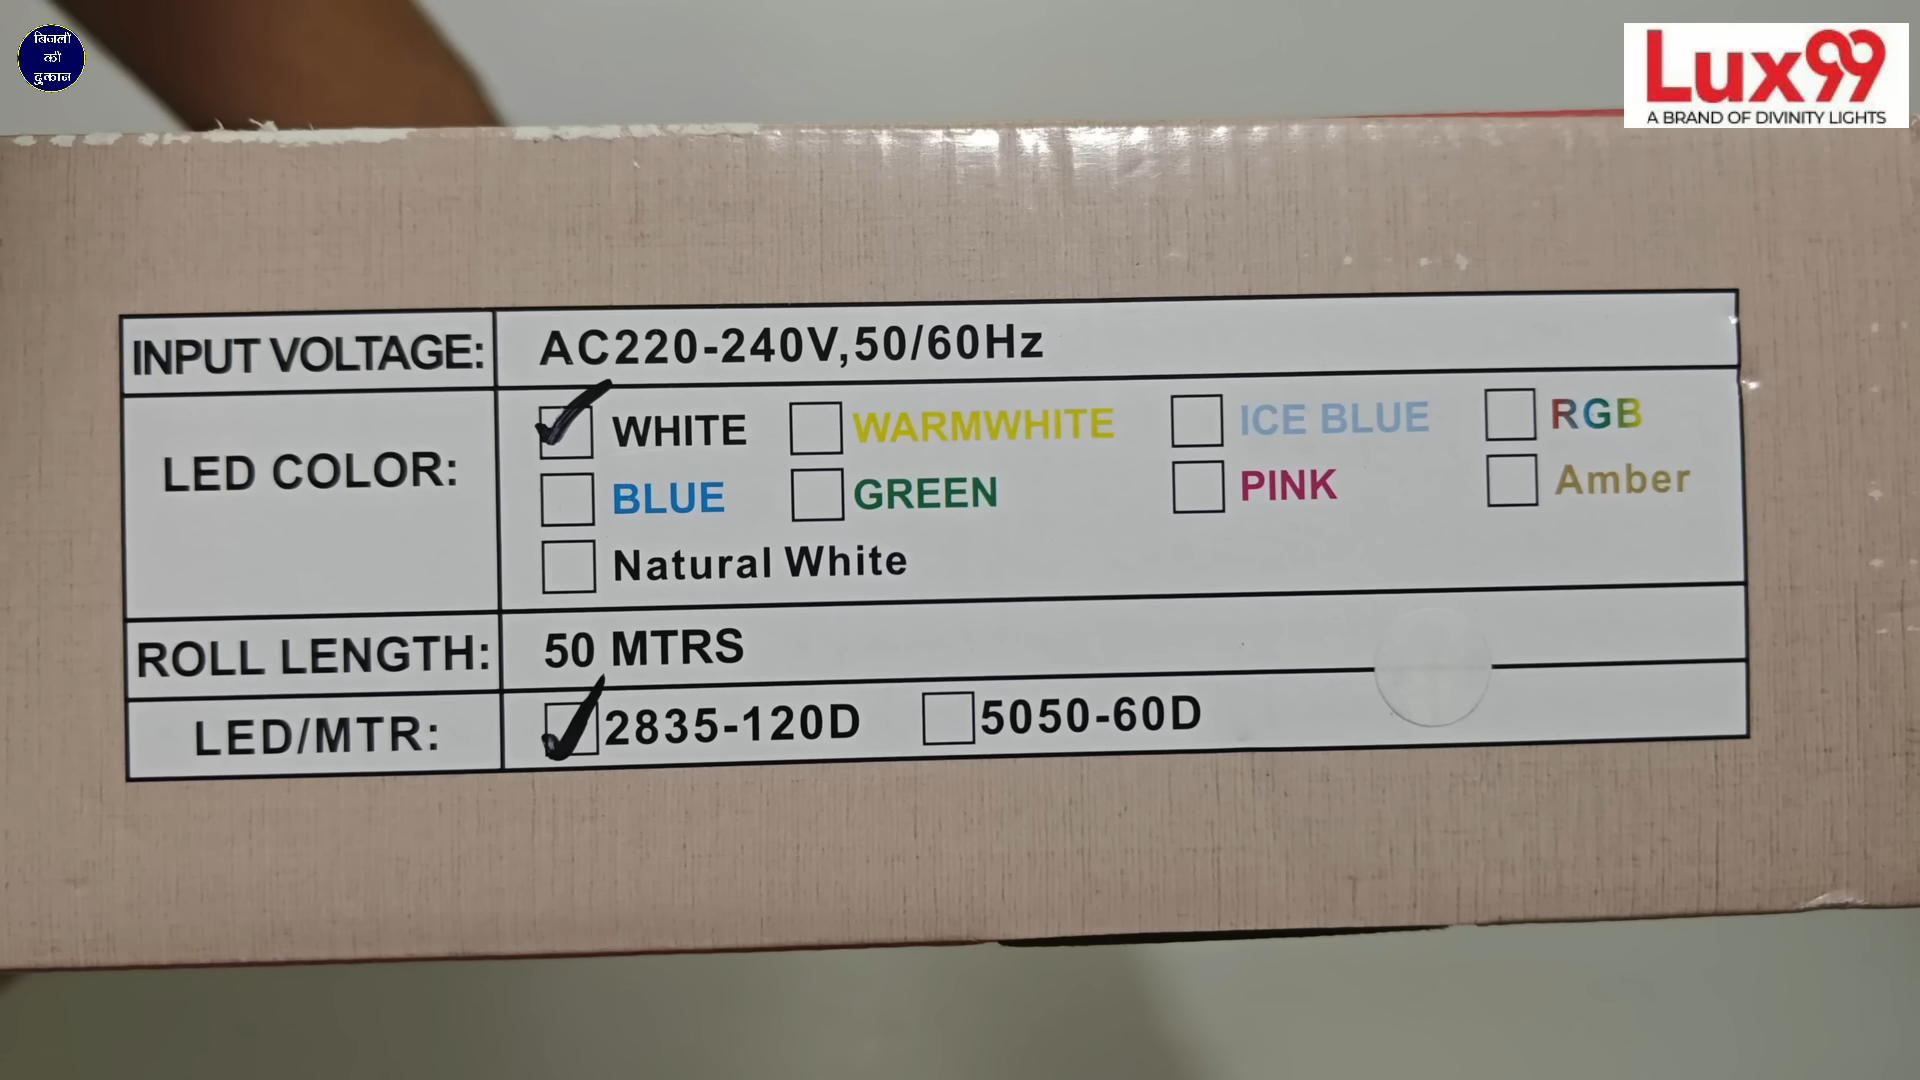 बिजली
की
दुकान
Lux99
A BRAND OF DIVINITY LIGHTS
INPUT VOLTAGE: AC220-240V,50/60Hz
LED COLOR: WHITE WARMWHITE ICE BLUE RGB
BLUE GREEN PINK Amber
Natural White
ROLL LENGTH: 50 MTRS
LED/MTR: 2835-120D 5050-60D